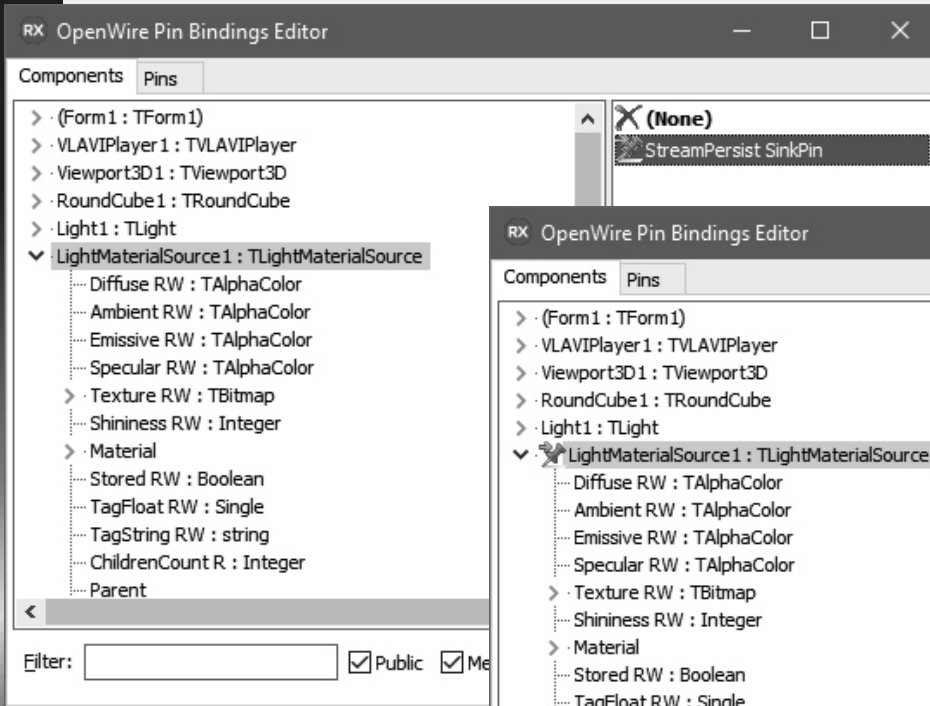 RX OpenWire Pin Bindings Editor
Components Pins
(Form1 : TForm1)
VLAVIPlayer1 : TVLAVIPlayer
Viewport3D1 : TViewport3D
RoundCube1 : TRoundCube
Light1 : TLight
LightMaterialSource1 : TLightMaterialSource
Diffuse RW : TAlphaColor
Ambient RW : TAlphaColor
Emissive RW : TAlphaColor
Specular RW : TAlphaColor
Texture RW : TBitmap
Shininess RW : Integer
Material
Stored RW : Boolean
TagFloat RW : Single
TagString RW : string
ChildrenCount R : Integer
Parent
Filter: Public Me
(None)
StreamPersist SinkPin
RX OpenWire Pin Bindings Editor
Components Pins
(Form1 : TForm1)
VLAVIPlayer1 : TVLAVIPlayer
Viewport3D1 : TViewport3D
RoundCube1 : TRoundCube
Light1 : TLight
LightMaterialSource1 : TLightMaterialSource
Diffuse RW : TAlphaColor
Ambient RW : TAlphaColor
Emissive RW : TAlphaColor
Specular RW : TAlphaColor
Texture RW : TBitmap
Shininess RW : Integer
Material
Stored RW : Boolean
TagFloat RW : Single